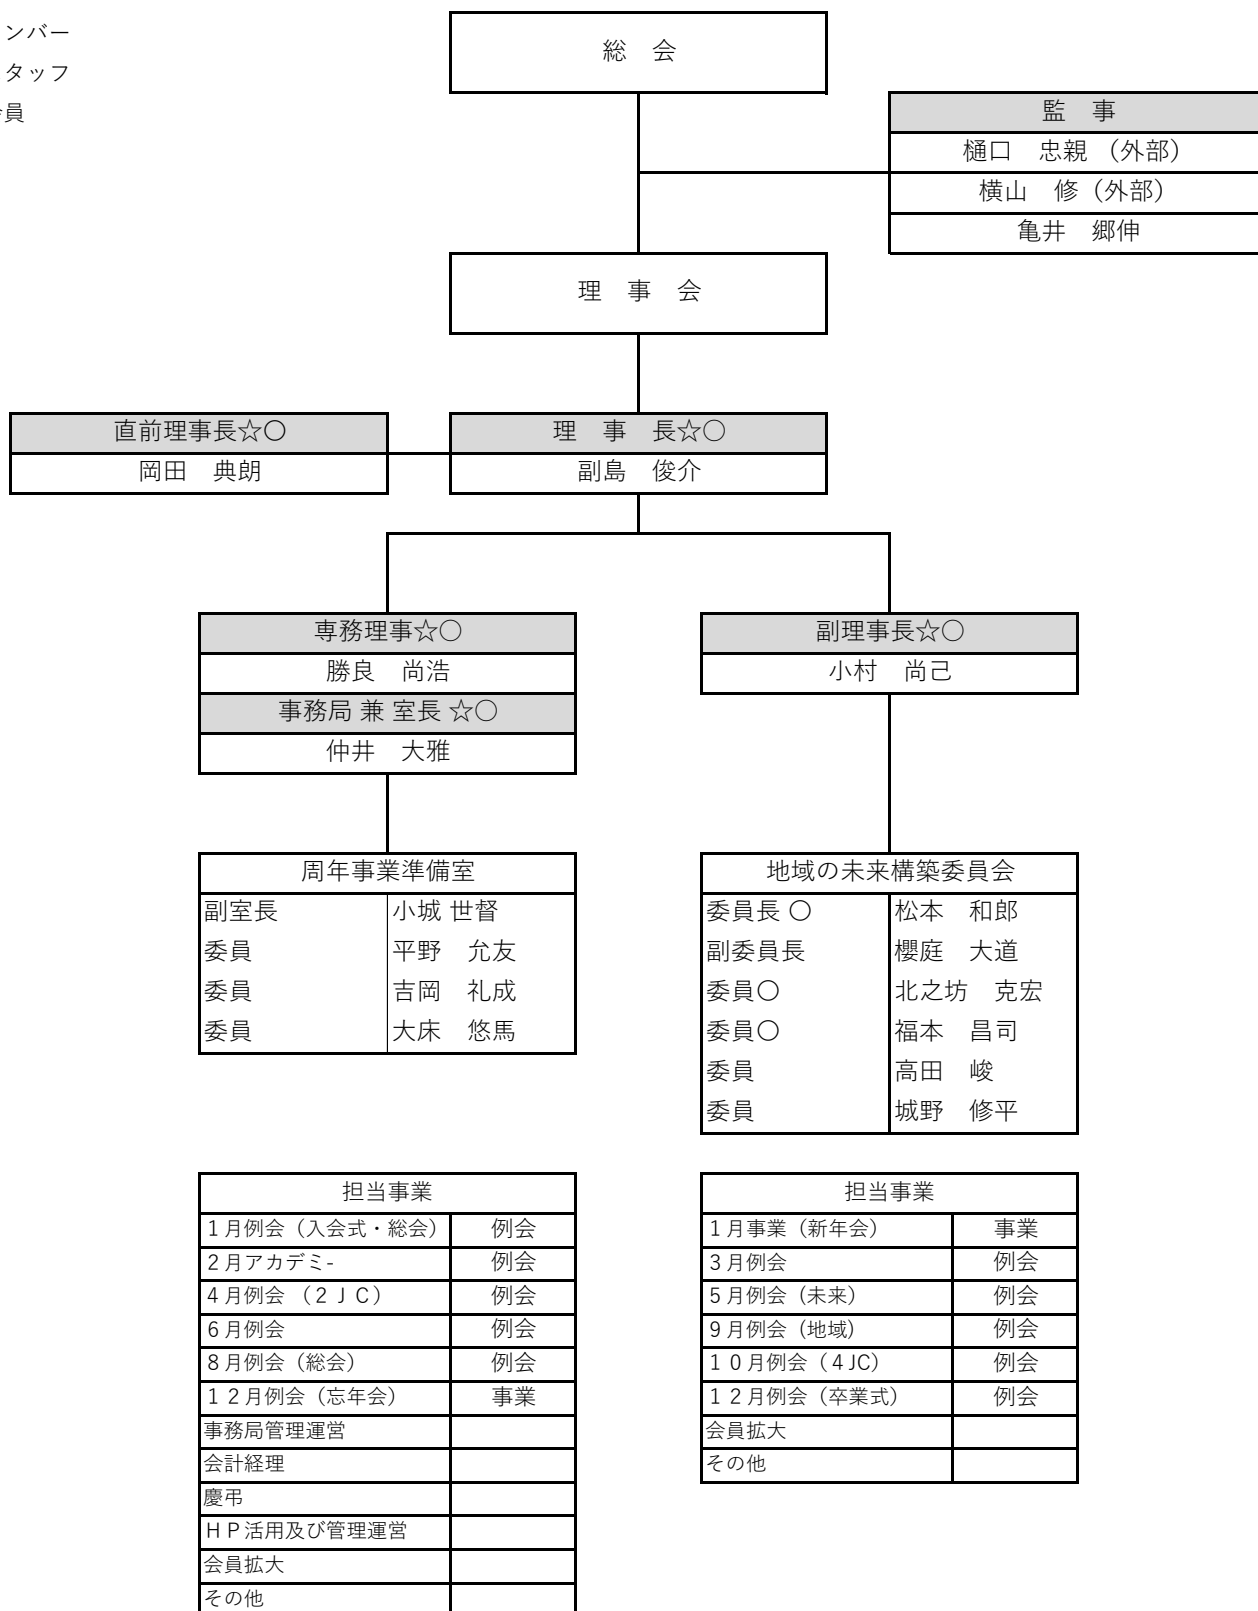 ンバー
タッフ
員
総　会
監　事
樋口　忠親 （外部）
横山　修（外部）
亀井　郷伸
理　事　会
直前理事長☆〇
岡田　典朗
理　事　長☆〇
副島　俊介
専務理事☆〇
勝良　尚浩
事務局 兼 室長 ☆〇
仲井　大雅
副理事長☆〇
小村　尚己
周年事業準備室
副室長 小城 世督
委員 平野　允友
委員 吉岡　礼成
委員 大床　悠馬
地域の未来構築委員会
委員長 〇 松本　和郎
副委員長 櫻庭　大道
委員〇 北之坊　克宏
委員〇 福本　昌司
委員 高田　峻
委員 城野　修平
担当事業
１月例会（入会式・総会） 例会
２月アカデミ- 例会
４月例会 （２ＪＣ） 例会
６月例会 例会
８月例会（総会） 例会
１２月例会（忘年会） 事業
事務局管理運営
会計経理
慶弔
ＨＰ活用及び管理運営
会員拡大
その他
担当事業
１月事業（新年会） 事業
３月例会 例会
５月例会（未来） 例会
９月例会（地域） 例会
１０月例会（４JC） 例会
１２月例会（卒業式） 例会
会員拡大
その他